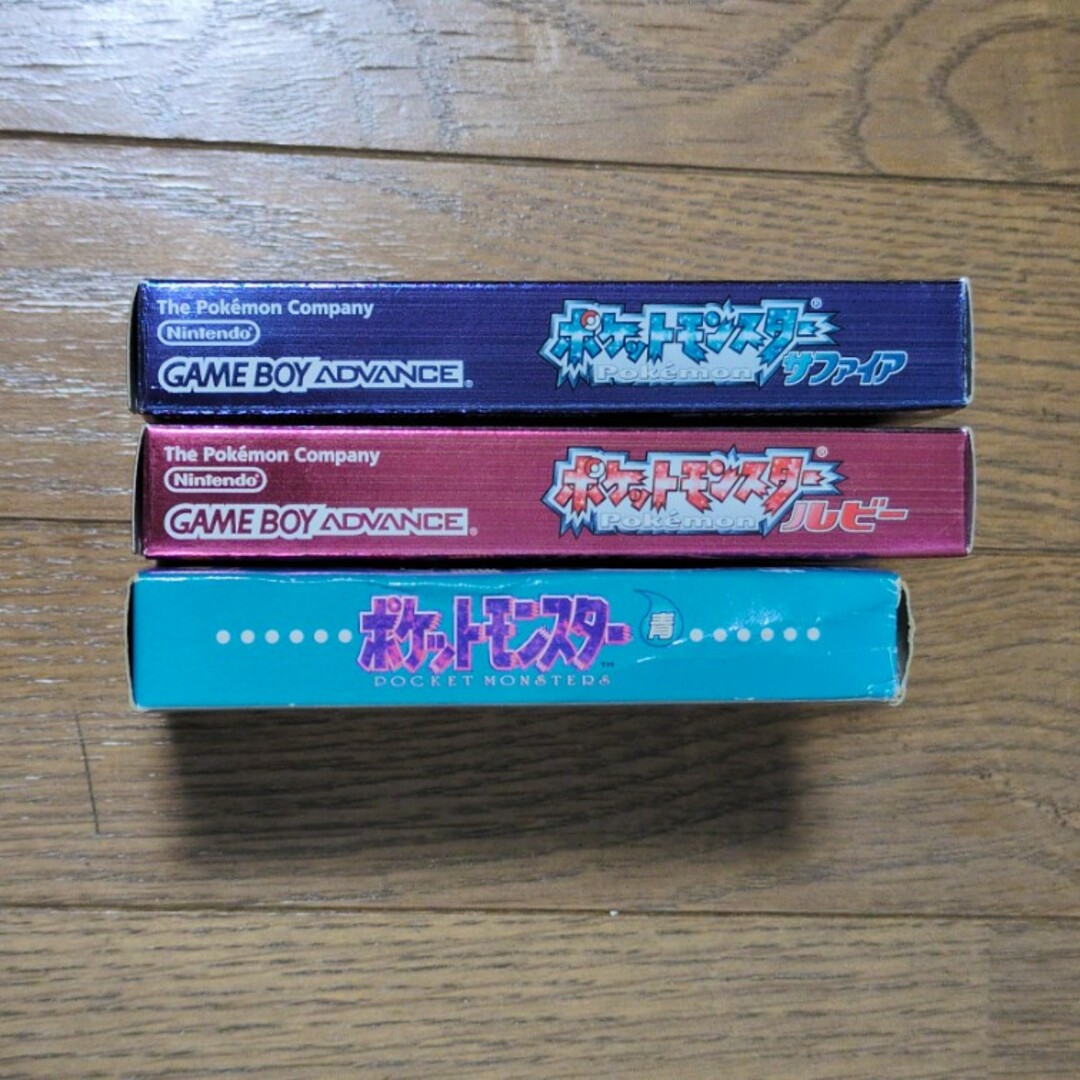 The Pokémon Company
Nintendo®
GAME BOY ADVANCE®
ポケットモンスター®
Pokémon
サファイア
The Pokémon Company
Nintendo®
GAME BOY ADVANCE®
ポケットモンスター®
Pokémon
ルビー
ポケットモンスター 青
POCKET MONSTERS™